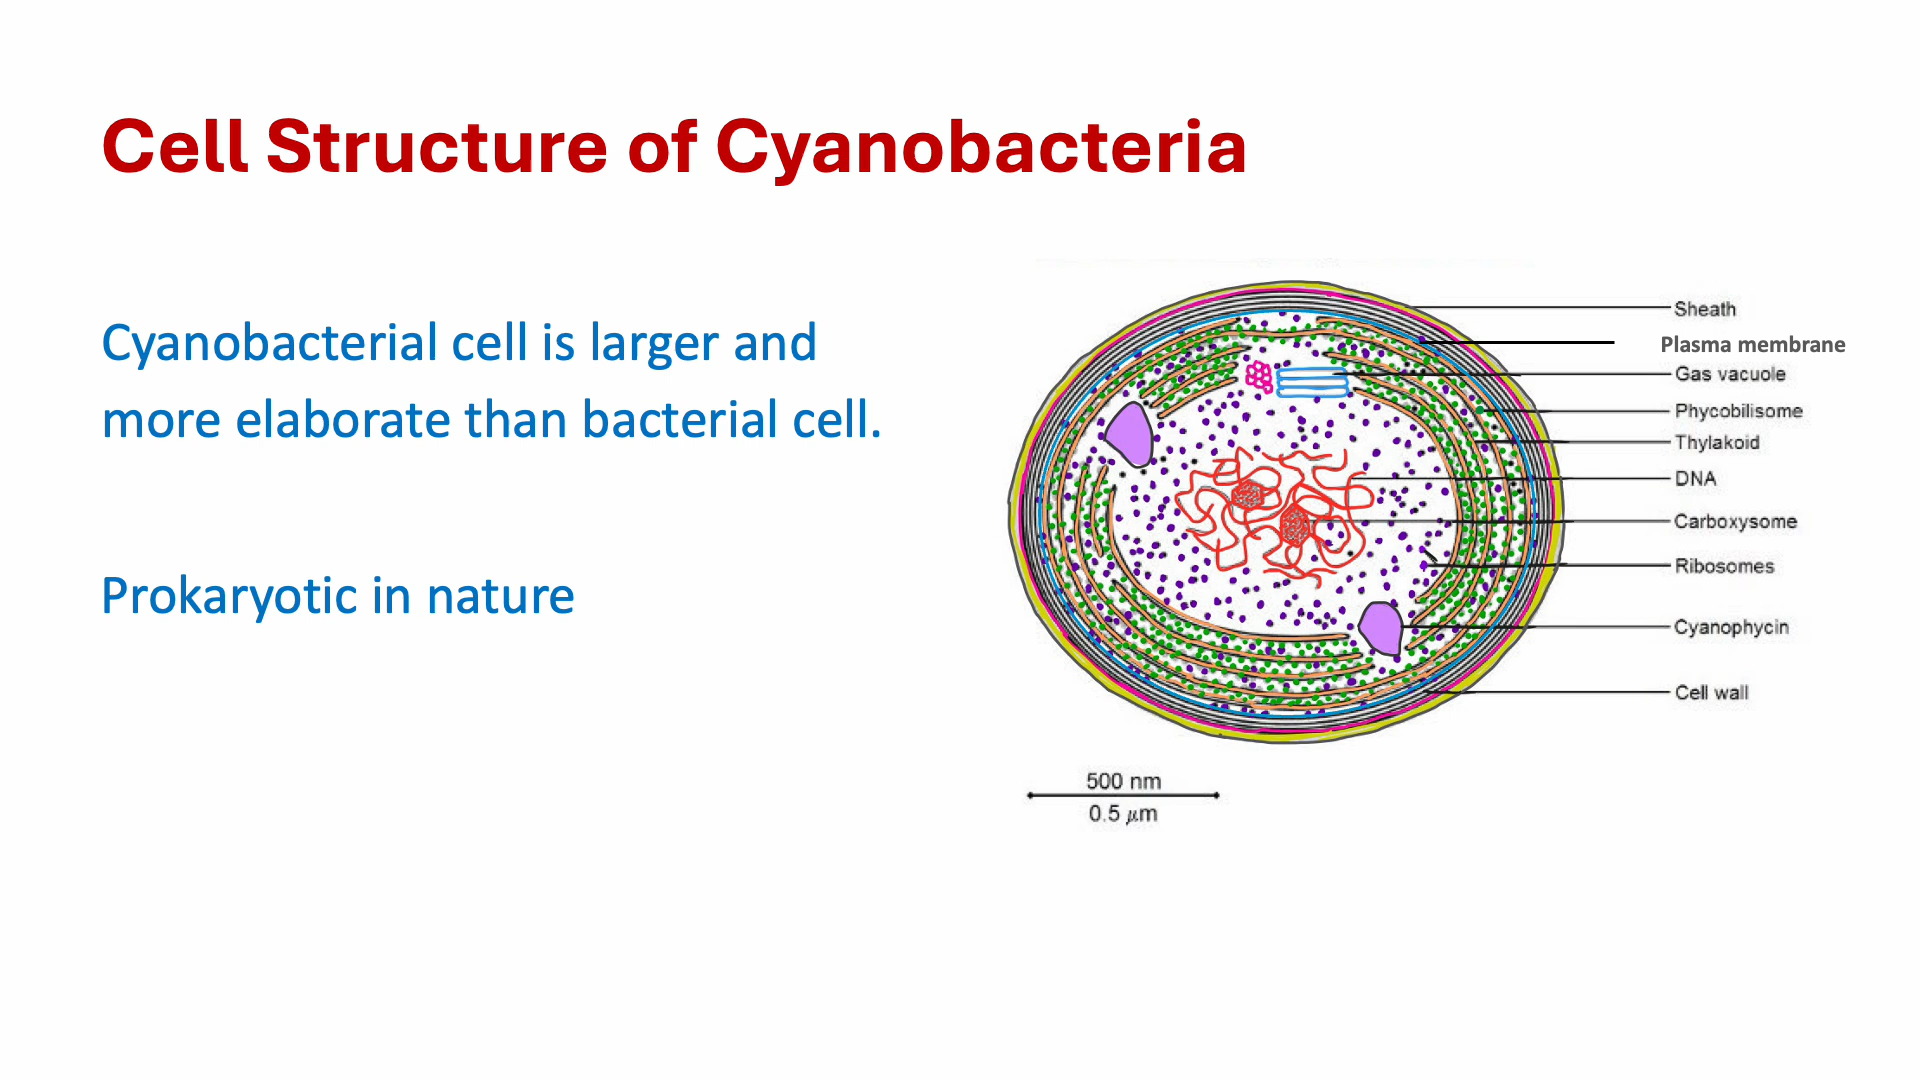 Cell Structure of Cyanobacteria
Cyanobacterial cell is larger and
more elaborate than bacterial cell.
Prokaryotic in nature
Sheath
Plasma membrane
Gas vacuole
Phycobilisome
Thylakoid
DNA
Carboxysome
Ribosomes
Cyanophycin
Cell wall
500 nm
0.5 μm